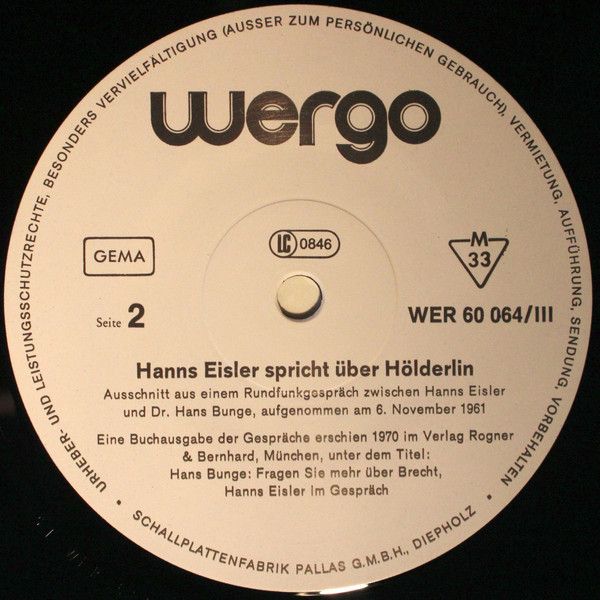 URHEBER- UND LEISTUNGSSCHUTZRECHTE, BESONDERS VERVIELFÄLTIGUNG (AUSSER ZUM PERSÖNLICHEN GEBRAUCH), VERMIETUNG, AUFFÜHRUNG, SENDUNG, VORBEHALTEN
wergo
GEMA
LC 0846
M
33
Seite 2
WER 60 064/III
Hanns Eisler spricht über Hölderlin
Ausschnitt aus einem Rundfunkgespräch zwischen Hanns Eisler
und Dr. Hans Bunge, aufgenommen am 6. November 1961
Eine Buchausgabe der Gespräche erschien 1970 im Verlag Rogner
& Bernhard, München, unter dem Titel:
Hans Bunge: Fragen Sie mehr über Brecht,
Hanns Eisler im Gespräch
• SCHALLPLATTENFABRIK PALLAS G.M.B.H., DIEPHOLZ •